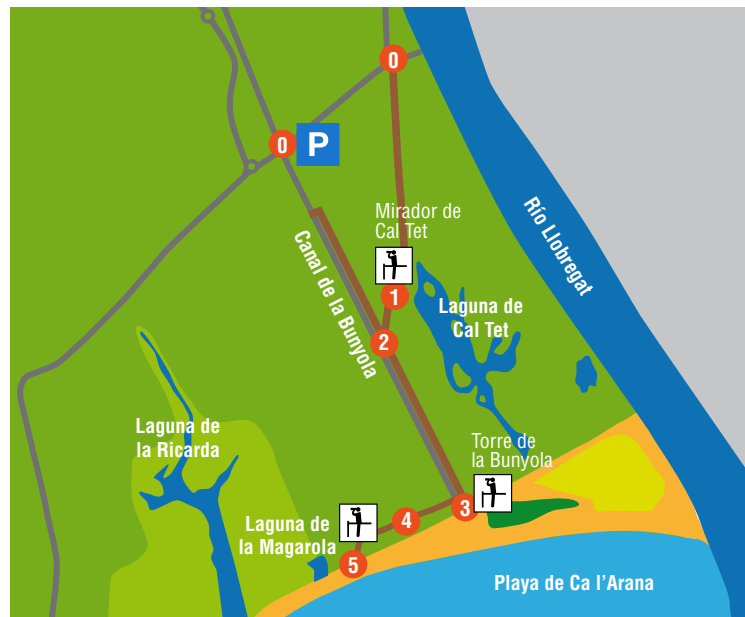 0
0
P
Mirador de
Cal Tet
Río Llobregat
Canal de la Bunyola
1
Laguna de
Cal Tet
2
Laguna de
la Ricarda
Torre de
la Bunyola
3
4
Laguna de
la Magarola
5
Playa de Ca l'Arana